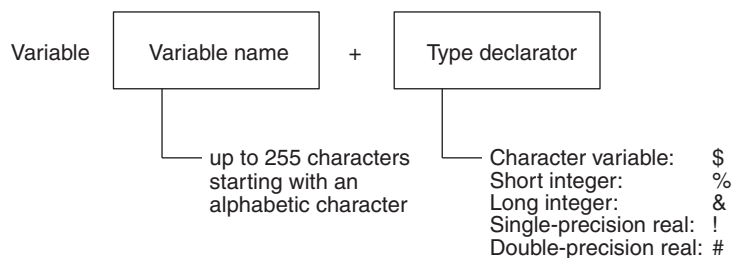 Variable Variable name + Type declarator
up to 255 characters
starting with an
alphabetic character
Character variable: $
Short integer: %
Long integer: &
Single-precision real: !
Double-precision real: #